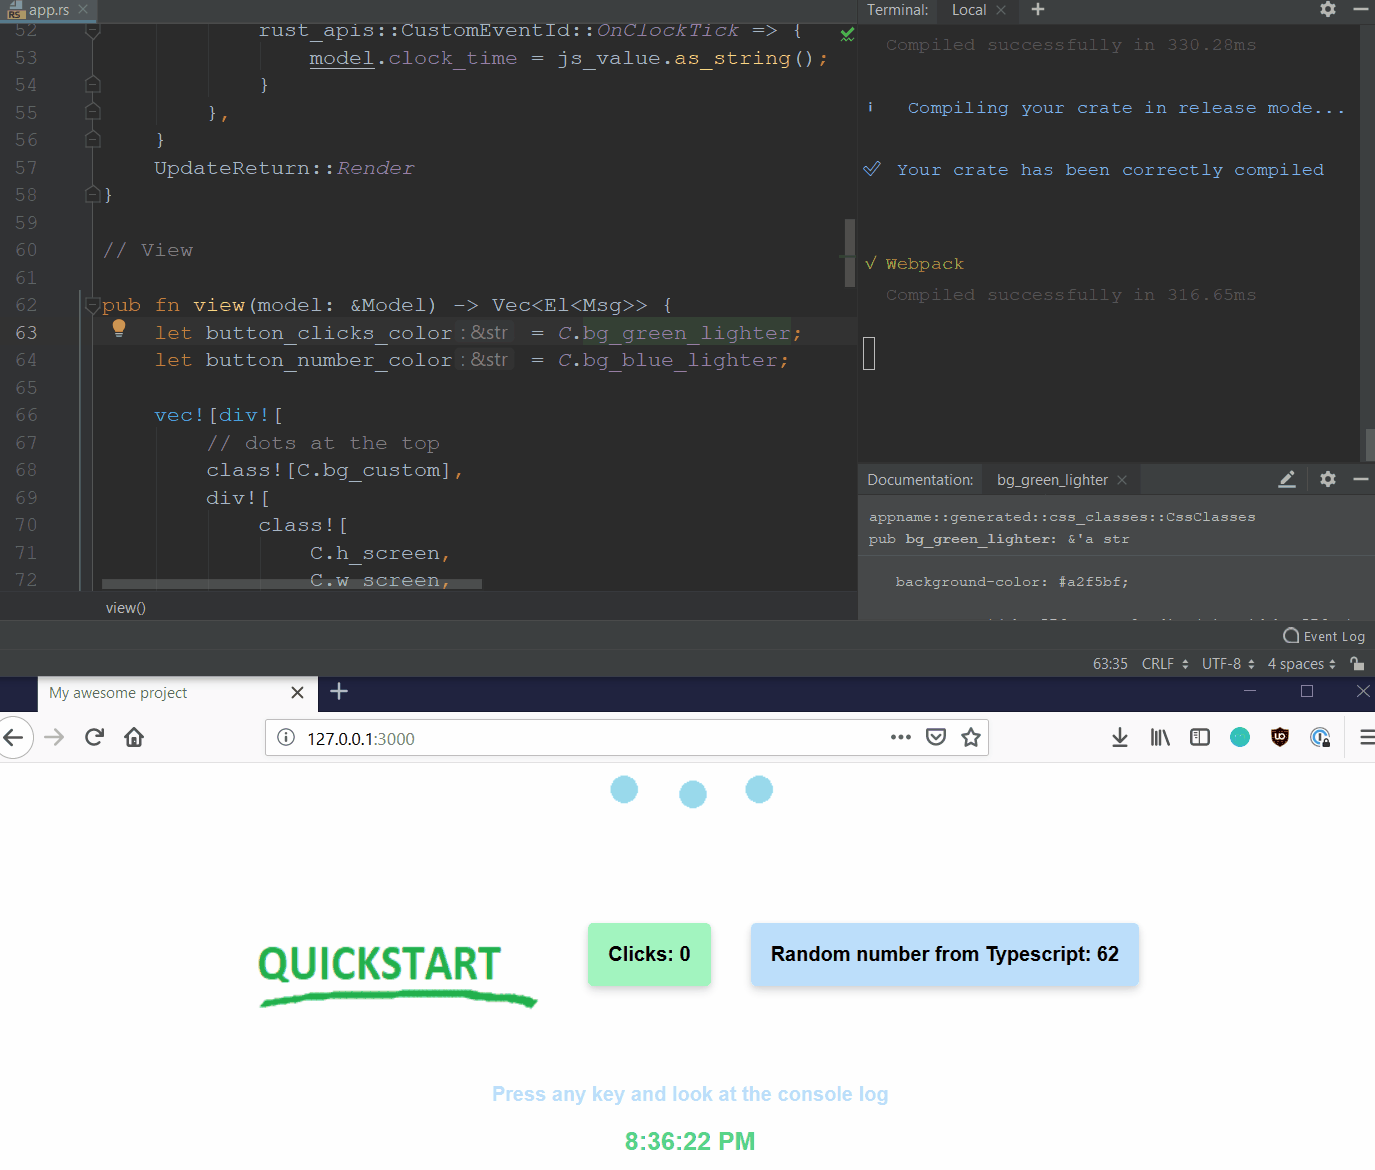 app.rs
52 rust_apis::CustomEventId::OnClockTick => {
53 model.clock_time = js_value.as_string();
54 }
55 },
56 }
57 UpdateReturn::Render
58 }
59
60 // View
61
62 pub fn view(model: &Model) -> Vec<El<Msg>> {
63 let button_clicks_color: &str = C.bg_green_lighter;
64 let button_number_color: &str = C.bg_blue_lighter;
65
66 vec![div![
67 // dots at the top
68 class![C.bg_custom],
69 div![
70 class![
71 C.h_screen,
72 C.w_screen,
view()
Terminal: Local
Compiled successfully in 330.28ms
i Compiling your crate in release mode...
Your crate has been correctly compiled
√ Webpack
Compiled successfully in 316.65ms
Documentation: bg_green_lighter
appname::generated::css_classes::CssClasses
pub bg_green_lighter: &'a str
background-color: #a2f5bf;
Event Log
63:35 CRLF UTF-8 4 spaces
My awesome project
127.0.0.1:3000
QUICKSTART
Clicks: 0
Random number from Typescript: 62
Press any key and look at the console log
8:36:22 PM